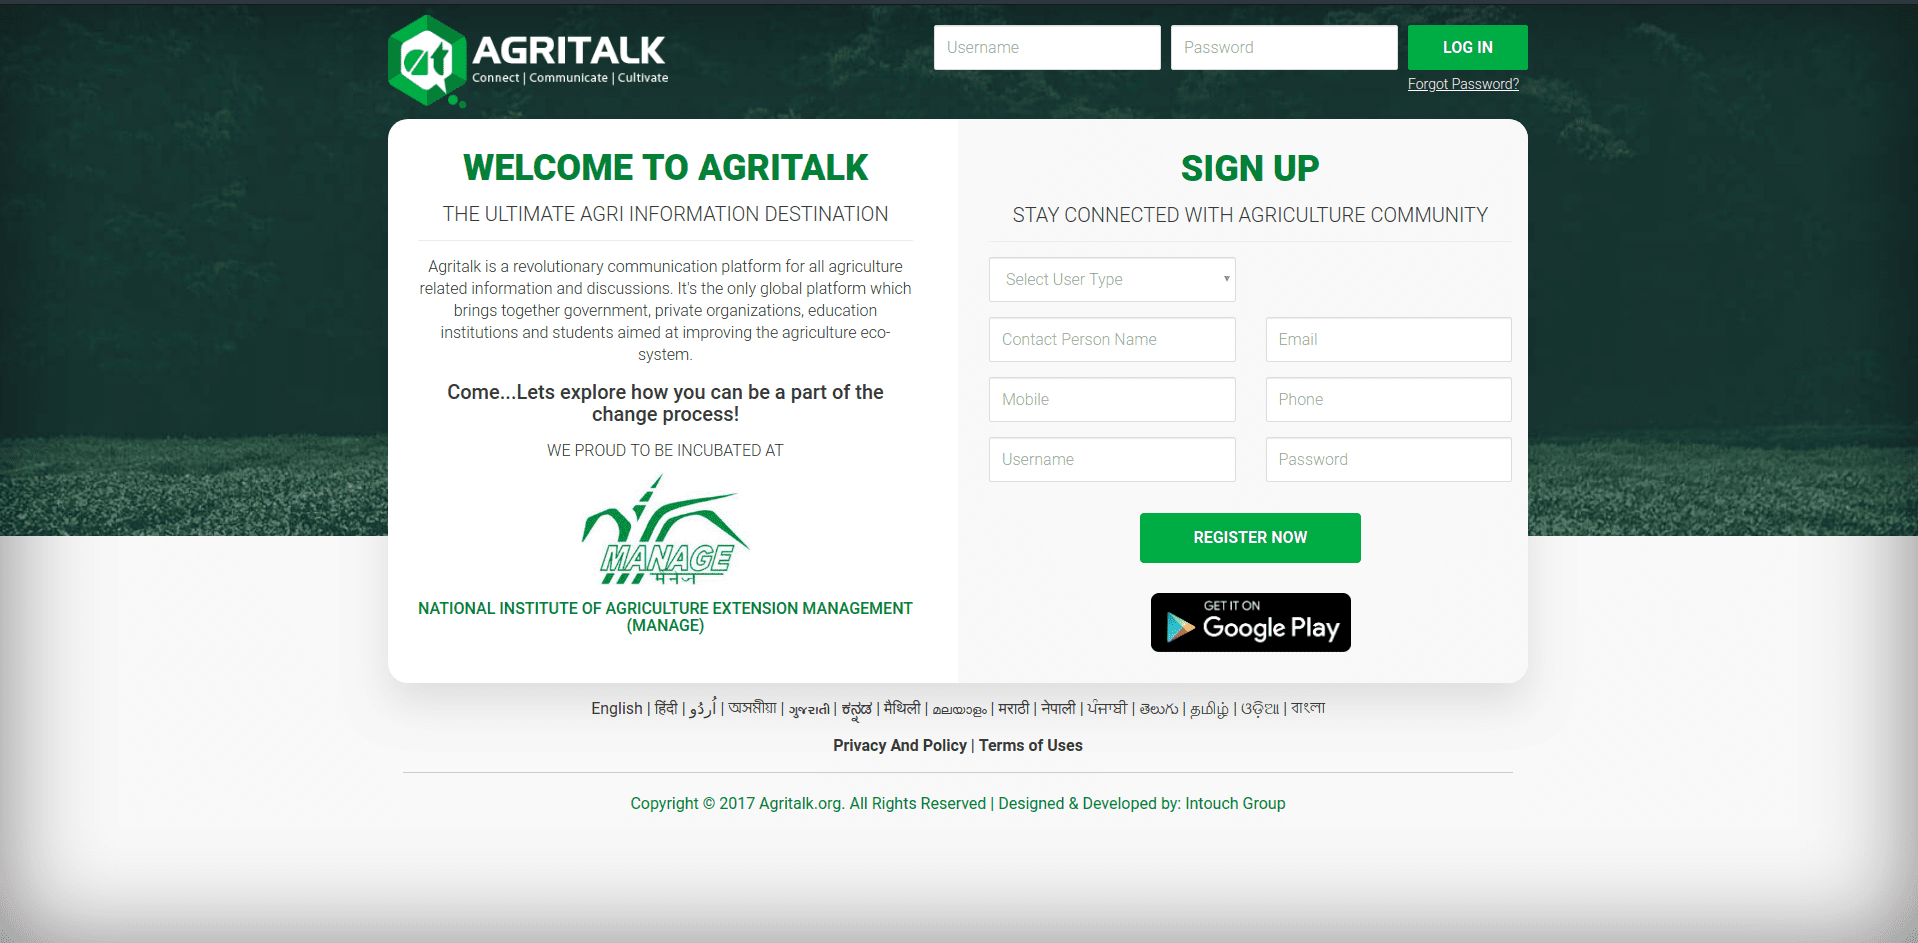 at
AGRITALK
Connect | Communicate | Cultivate
Username
Password
LOG IN
Forgot Password?
WELCOME TO AGRITALK
THE ULTIMATE AGRI INFORMATION DESTINATION
Agritalk is a revolutionary communication platform for all agriculture
related information and discussions. It's the only global platform which
brings together government, private organizations, education
institutions and students aimed at improving the agriculture eco-
system.
Come...Lets explore how you can be a part of the
change process!
WE PROUD TO BE INCUBATED AT
MANAGE
मैनेज
NATIONAL INSTITUTE OF AGRICULTURE EXTENSION MANAGEMENT
(MANAGE)
SIGN UP
STAY CONNECTED WITH AGRICULTURE COMMUNITY
Select User Type
Contact Person Name
Email
Mobile
Phone
Username
Password
REGISTER NOW
GET IT ON
Google Play
English | हिंदी | اُردُو | অসমীয়া | ગુજરાતી | ಕನ್ನಡ | मैथिली | മലയാളം | मराठी | नेपाली | ਪੰਜਾਬੀ | తెలుగు | தமிழ் | ଓଡ଼ିଆ | বাংলা
Privacy And Policy | Terms of Uses
Copyright © 2017 Agritalk.org. All Rights Reserved | Designed & Developed by: Intouch Group